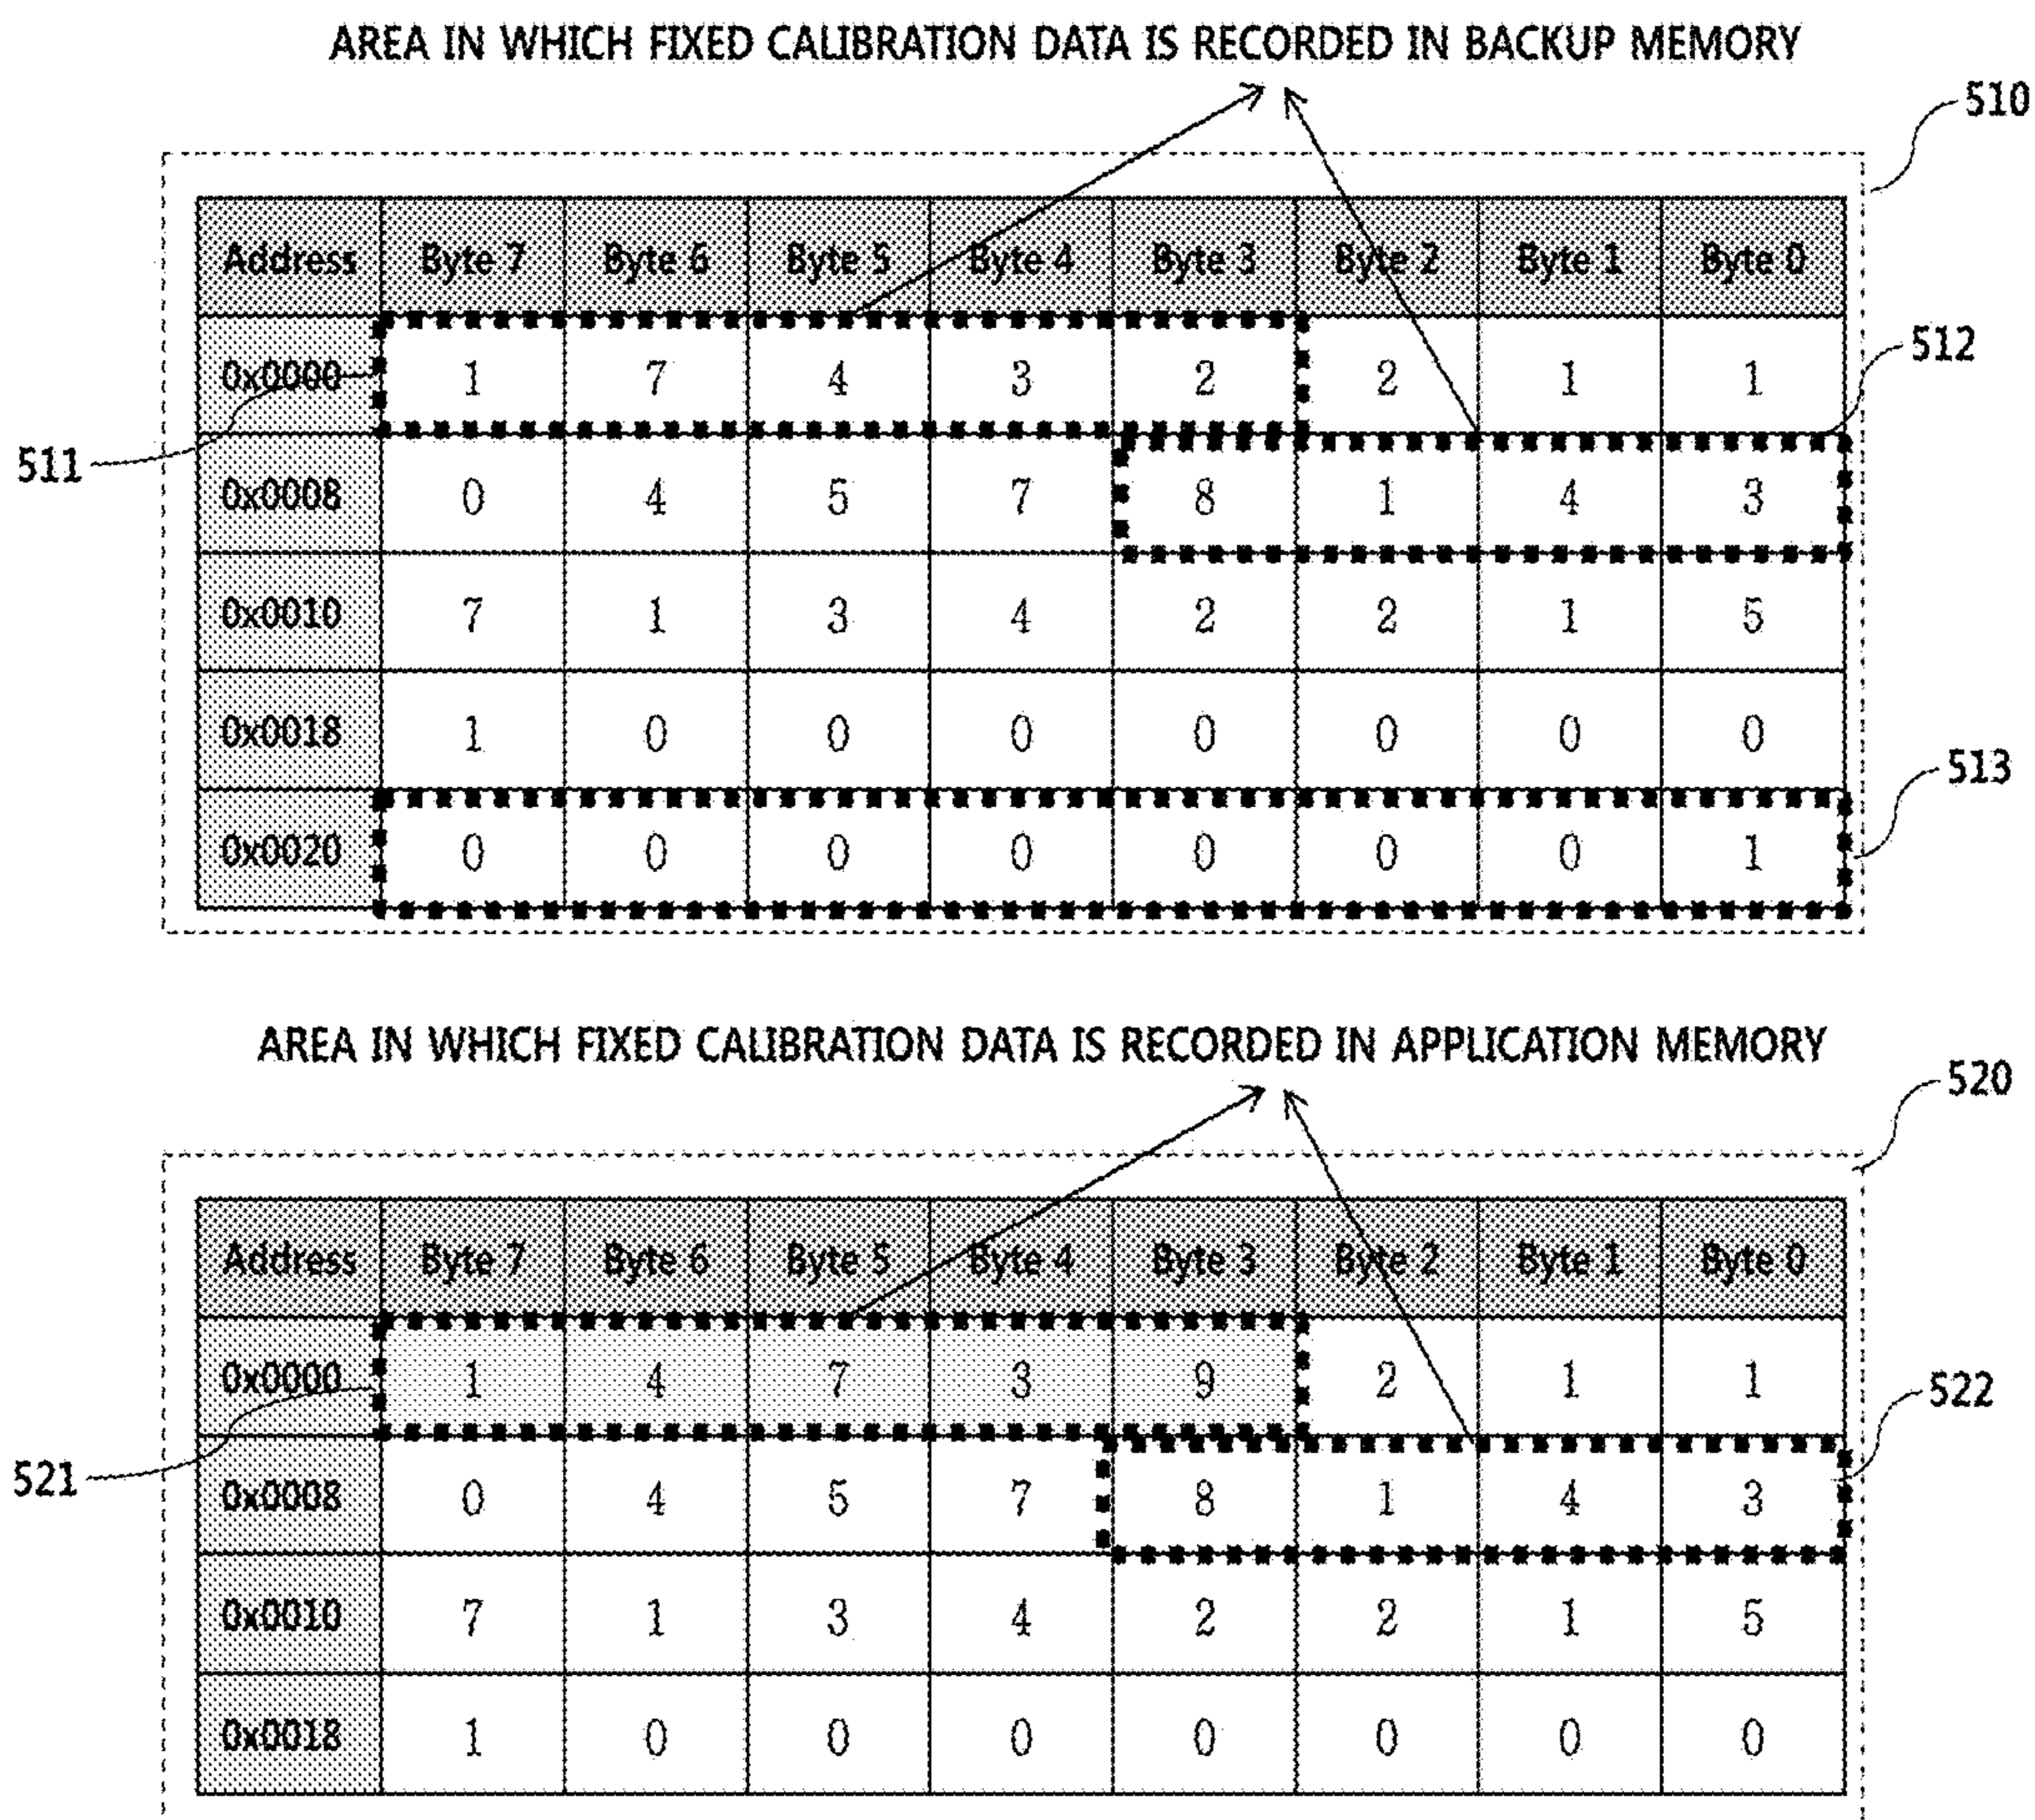 AREA IN WHICH FIXED CALIBRATION DATA IS RECORDED IN BACKUP MEMORY
510
Address Byte 7 Byte 6 Byte 5 Byte 4 Byte 3 Byte 2 Byte 1 Byte 0
0x0000 1 7 4 3 2 2 1 1
512
511
0x0008 0 4 5 7 8 1 4 3
0x0010 7 1 3 4 2 2 1 5
0x0018 1 0 0 0 0 0 0 0
513
0x0020 0 0 0 0 0 0 0 1
AREA IN WHICH FIXED CALIBRATION DATA IS RECORDED IN APPLICATION MEMORY
520
Address Byte 7 Byte 6 Byte 5 Byte 4 Byte 3 Byte 2 Byte 1 Byte 0
0x0000 1 4 7 3 9 2 1 1
522
521
0x0008 0 4 5 7 8 1 4 3
0x0010 7 1 3 4 2 2 1 5
0x0018 1 0 0 0 0 0 0 0